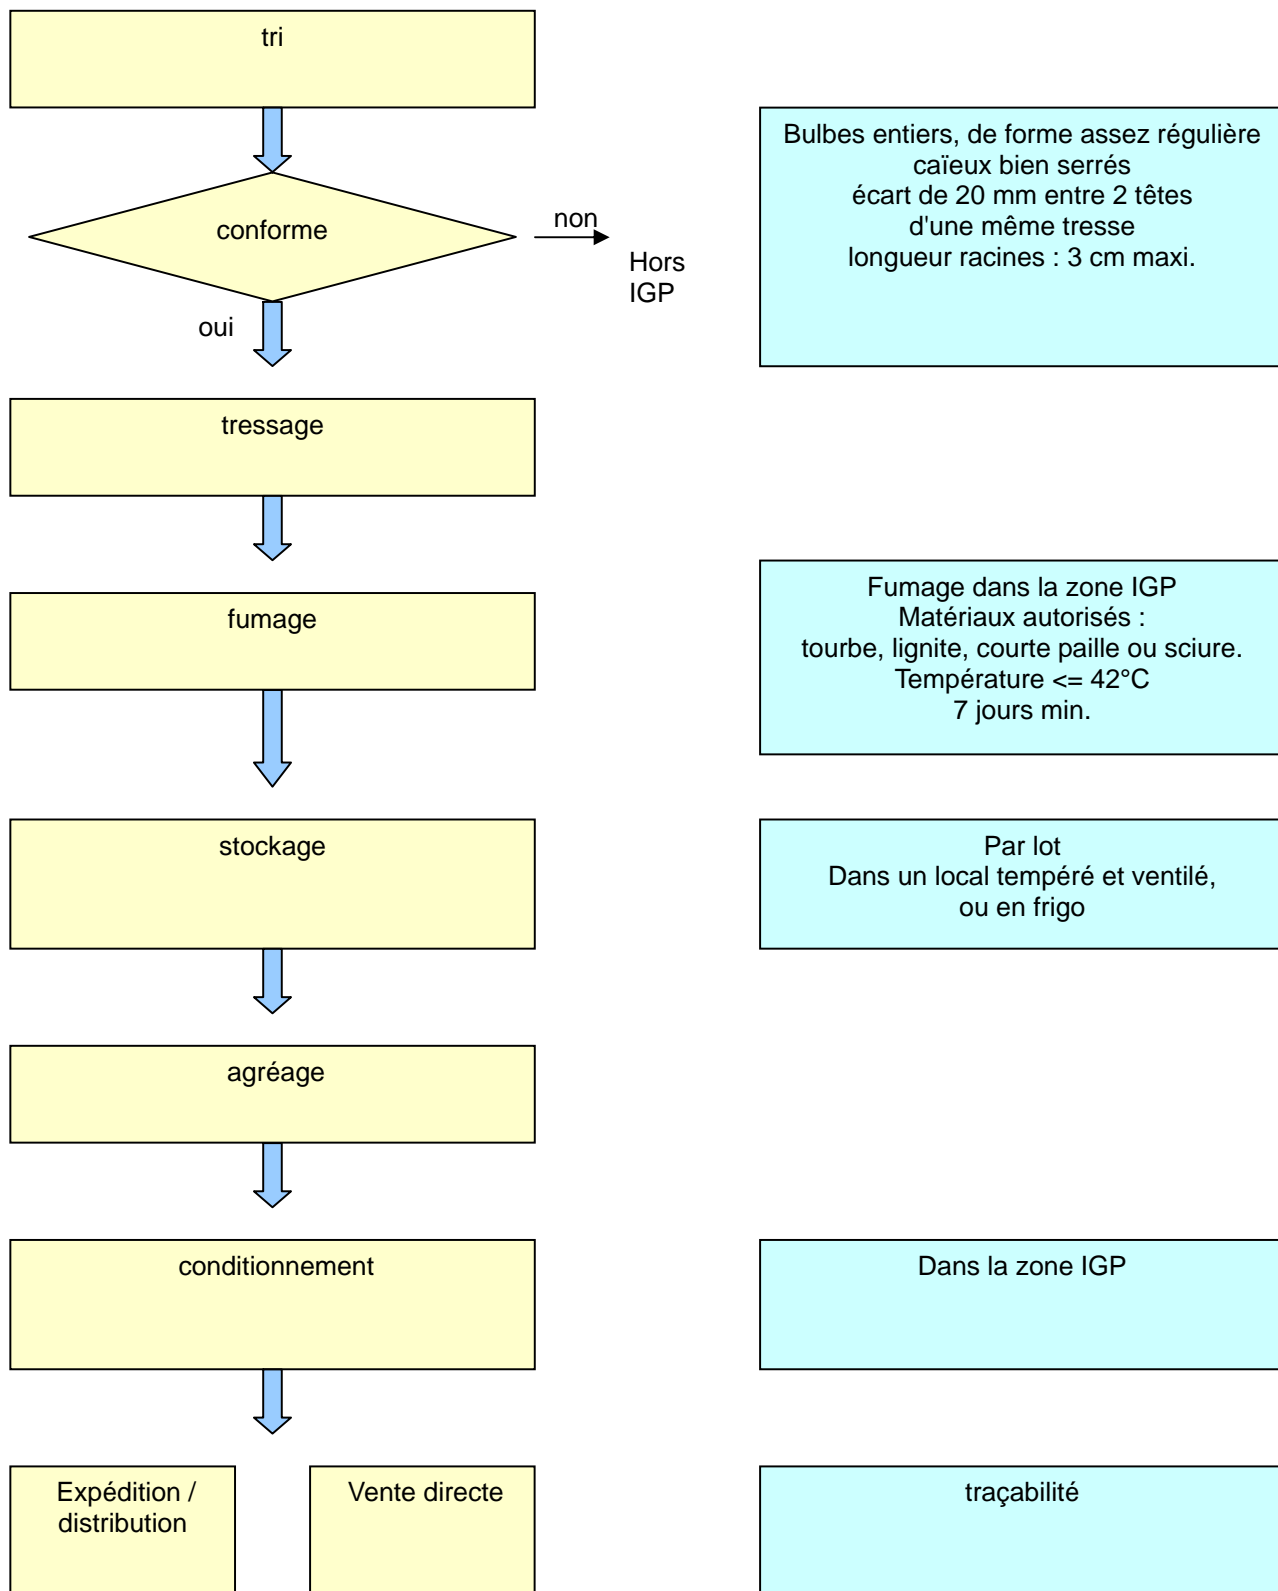 tri
Bulbes entiers, de forme assez régulière
caïeux bien serrés
écart de 20 mm entre 2 têtes
d'une même tresse
longueur racines : 3 cm maxi.
conforme
non
Hors
IGP
oui
tressage
fumage
Fumage dans la zone IGP
Matériaux autorisés :
tourbe, lignite, courte paille ou sciure.
Température <= 42°C
7 jours min.
stockage
Par lot
Dans un local tempéré et ventilé,
ou en frigo
agréage
conditionnement
Dans la zone IGP
Expédition /
distribution
Vente directe
traçabilité